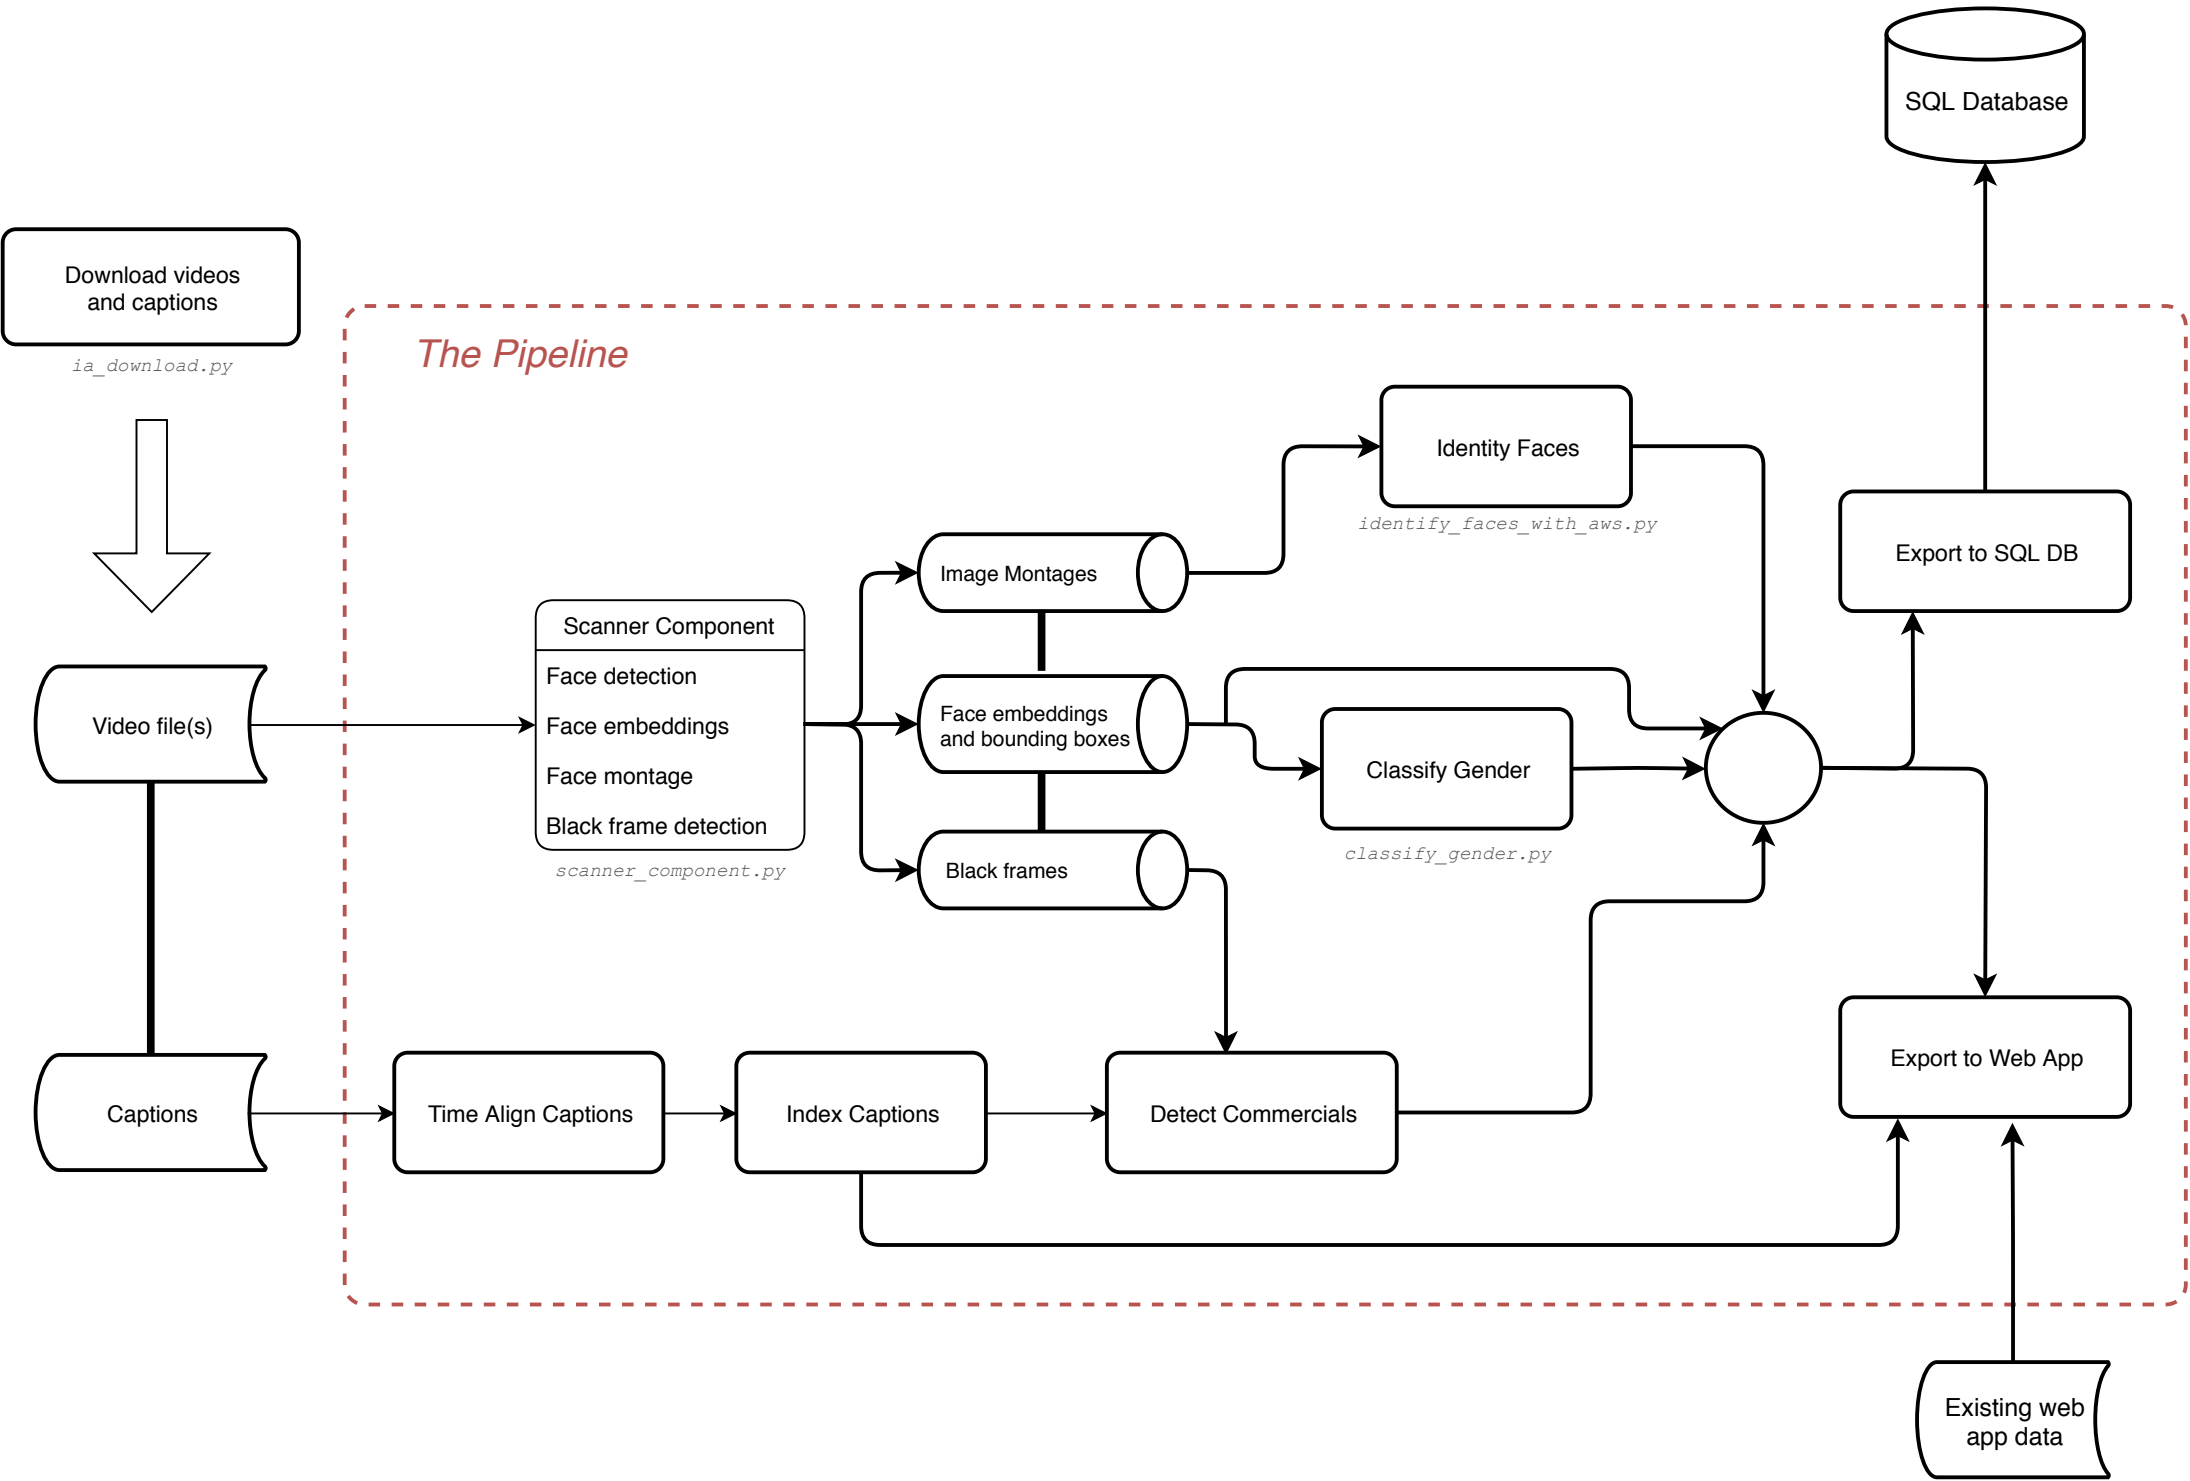 SQL Database
Download videos
and captions
ia_download.py
The Pipeline
Identity Faces
identify_faces_with_aws.py
Export to SQL DB
Image Montages
Scanner Component
Face detection
Face embeddings
Face montage
Black frame detection
scanner_component.py
Video file(s)
Face embeddings
and bounding boxes
Classify Gender
classify_gender.py
Black frames
Captions
Time Align Captions
Index Captions
Detect Commercials
Export to Web App
Existing web
app data